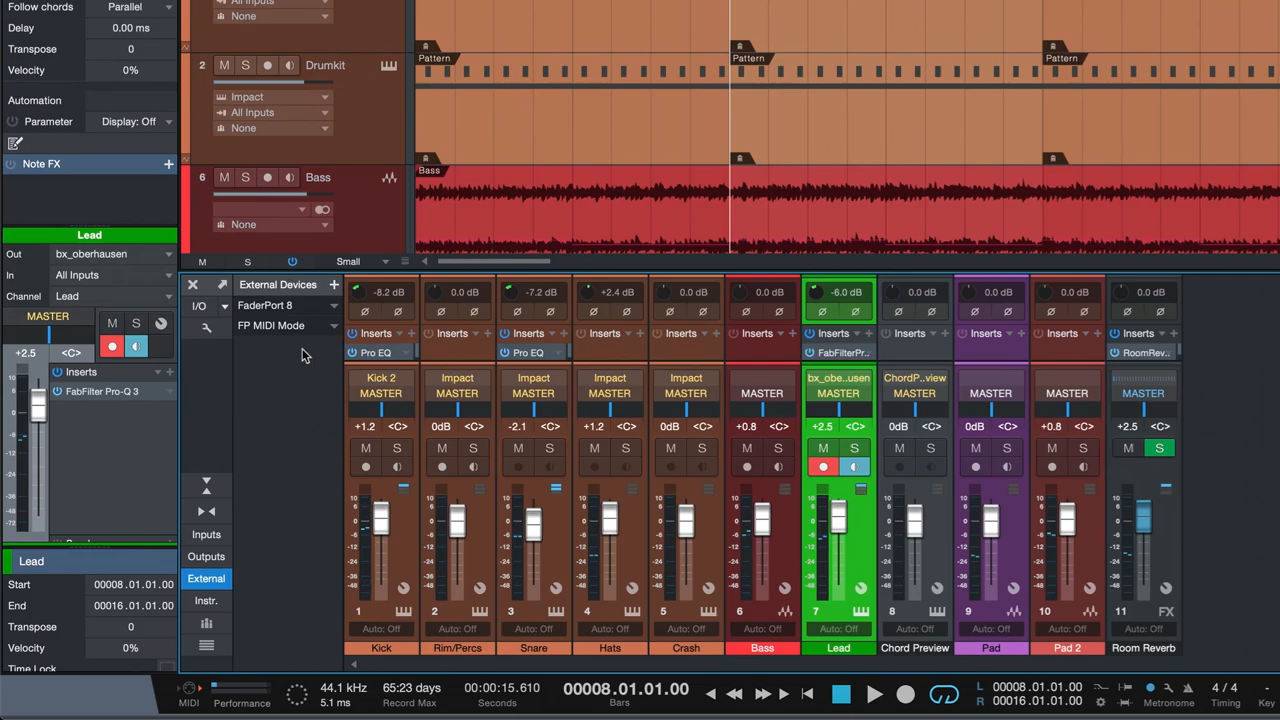 Follow chords Parallel
Delay 0.00 ms
Transpose 0
Velocity 0%
Automation
Parameter Display: Off
Note FX +
Lead
Out bx_oberhausen
In All Inputs
Channel Lead
MASTER
M S
+2.5 <C>
Inserts
FabFilter Pro-Q 3
Lead
Start 00008.01.01.00
End 00016.01.01.00
Transpose 0
Velocity 0%
Time Lock
All Inputs
None
2 M S Drumkit
Impact
All Inputs
None
6 M S Bass
None
M S Small
Pattern Pattern Pattern
Bass
External Devices +
I/O FaderPort 8
FP MIDI Mode
Inputs
Outputs
External
Instr.
-8.2 dB 0.0 dB -7.2 dB +2.4 dB 0.0 dB 0.0 dB -6.0 dB 0.0 dB 0.0 dB 0.0 dB 0.0 dB
Inserts Inserts Inserts Inserts Inserts Inserts Inserts Inserts Inserts Inserts Inserts
Pro EQ Pro EQ FabFilterPr.. RoomRev..
Kick 2 Impact Impact Impact Impact bx_obe..usen ChordP..view
MASTER MASTER MASTER MASTER MASTER MASTER MASTER MASTER MASTER MASTER MASTER
+1.2 <C> 0dB <C> -2.1 <C> +1.2 <C> 0dB <C> +0.8 <C> +2.5 <C> 0dB <C> 0dB <C> +0.8 <C> +2.5 <C>
M S M S M S M S M S M S M S M S M S M S M S
1 2 3 4 5 6 7 8 9 10 11 FX
Auto: Off Auto: Off Auto: Off Auto: Off Auto: Off Auto: Off Auto: Off Auto: Off Auto: Off Auto: Off Auto: Off
Kick Rim/Percs Snare Hats Crash Bass Lead Chord Preview Pad Pad 2 Room Reverb
MIDI Performance
44.1 kHz
5.1 ms
65:23 days
Record Max
00:00:15.610
Seconds
00008.01.01.00
Bars
L 00008.01.01.00
R 00016.01.01.00
Metronome
4 / 4
Timing
-
Key